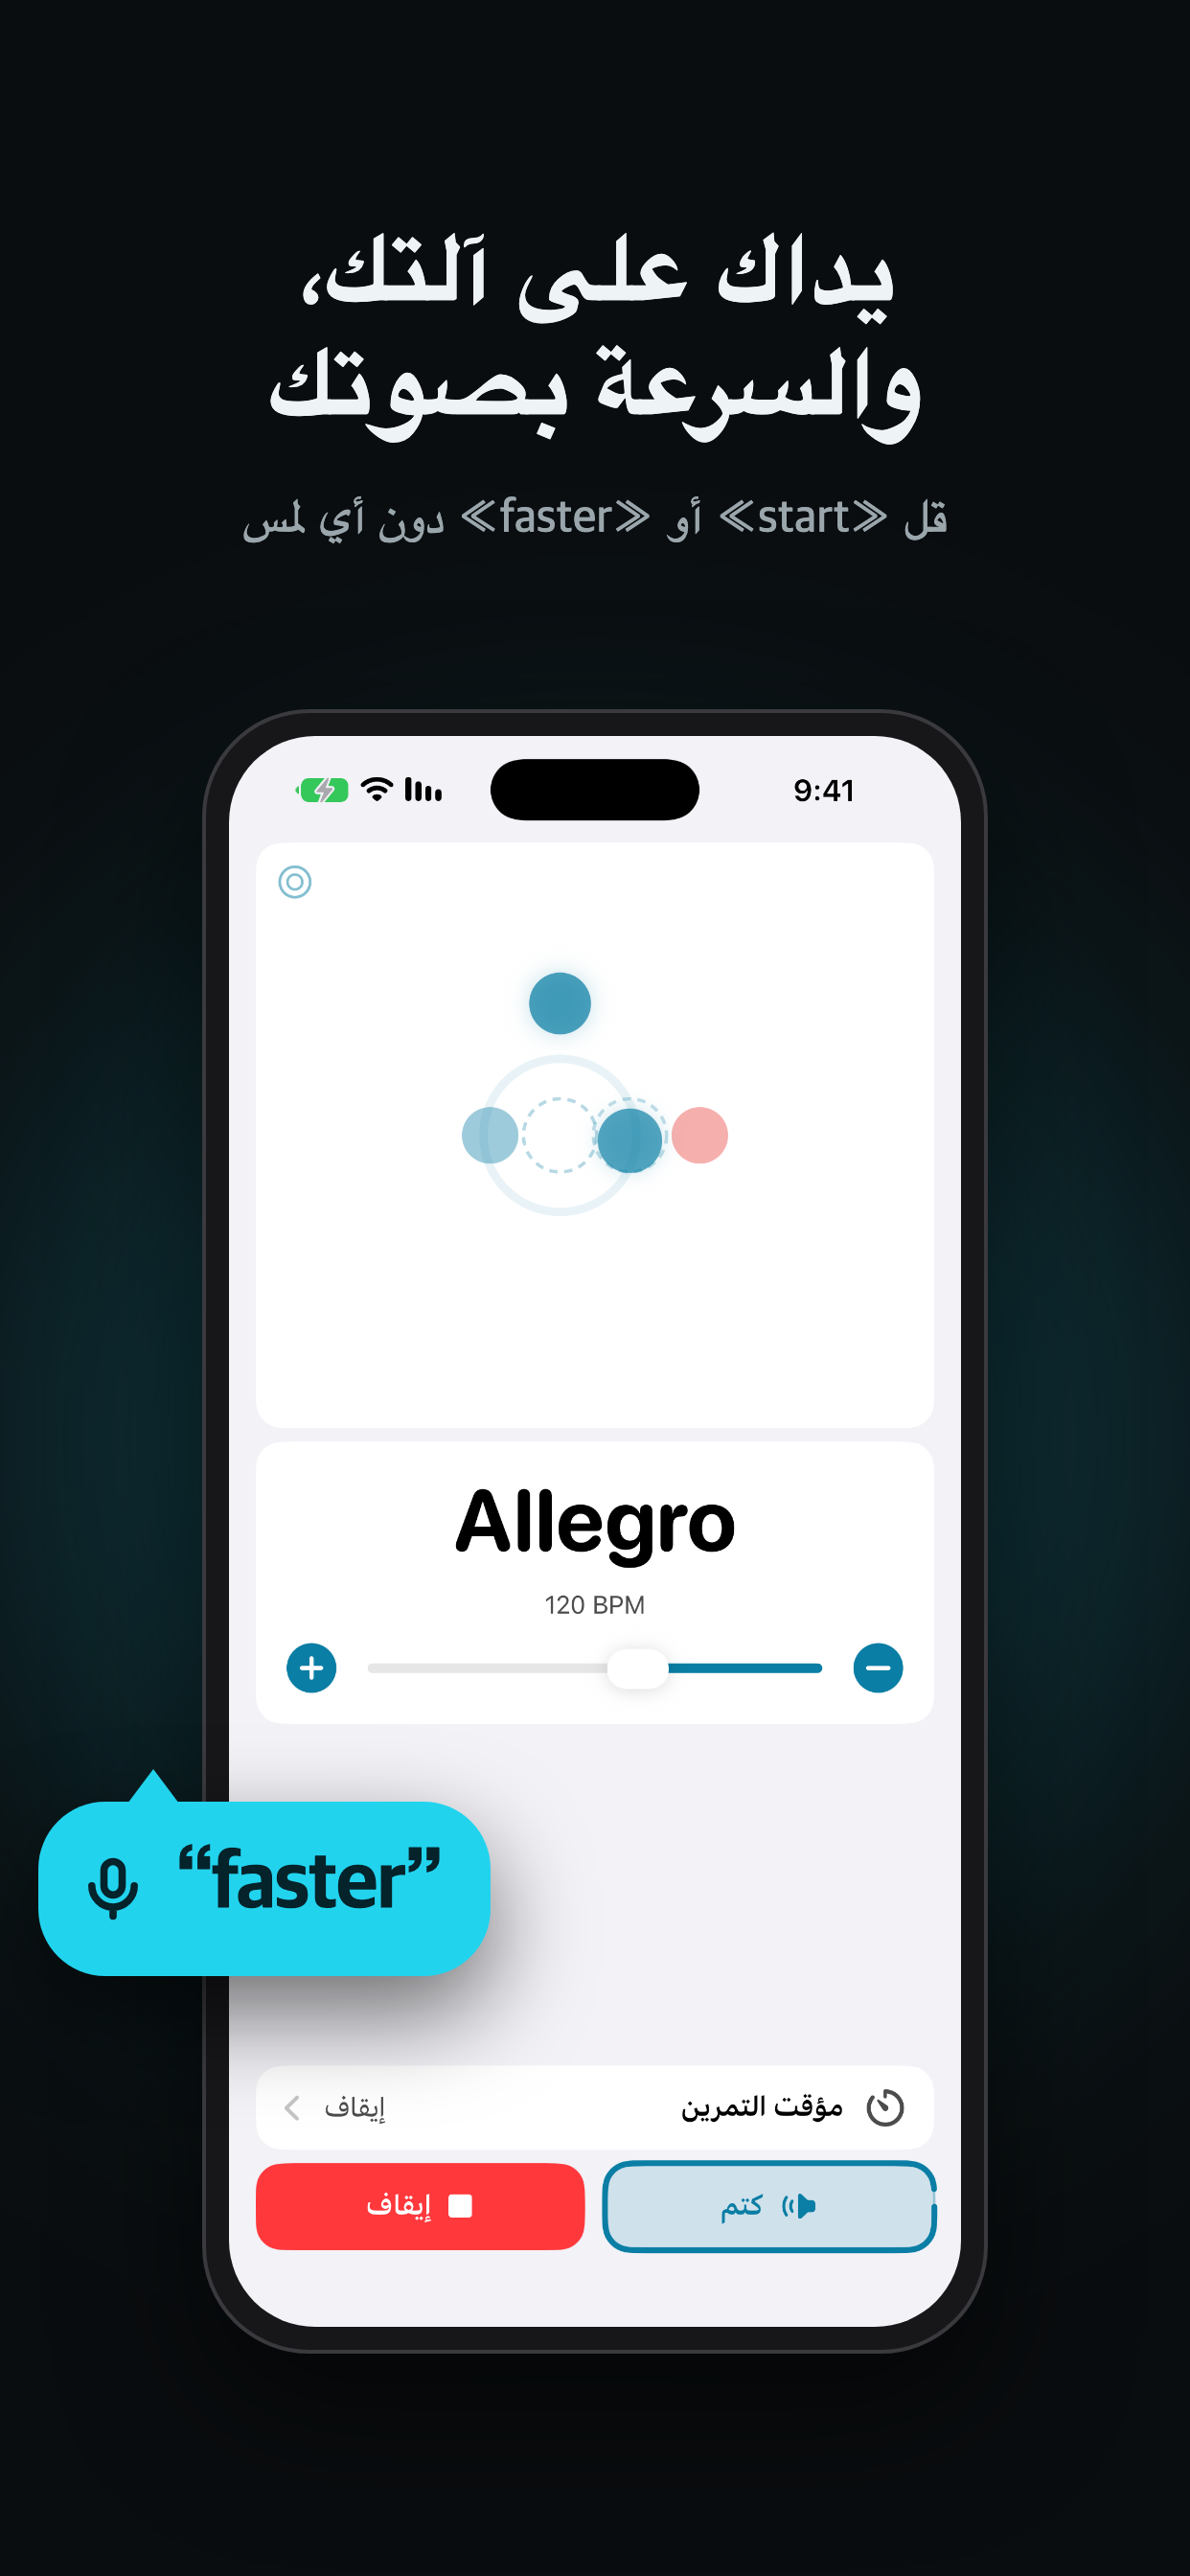 يداك على آلتك،
والسرعة بصوتك
قل «start» أو «faster» دون أي لمس
9:41
Allegro
120 BPM
“faster”
مؤقت التمرين إيقاف
كتم إيقاف